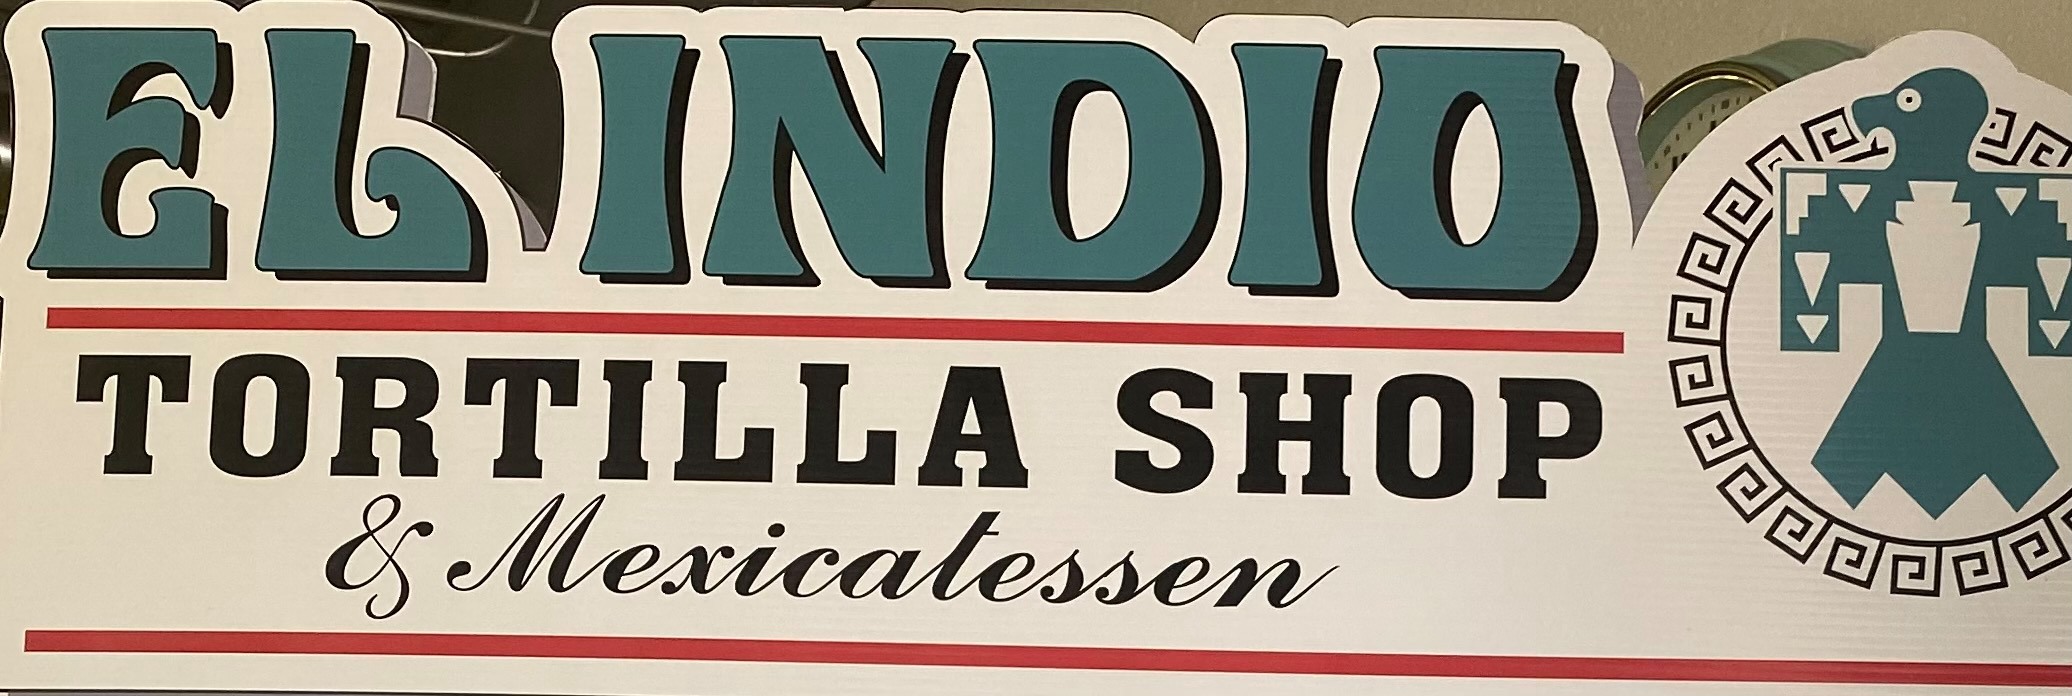 EL INDIO
TORTILLA SHOP
& Mexicatessen